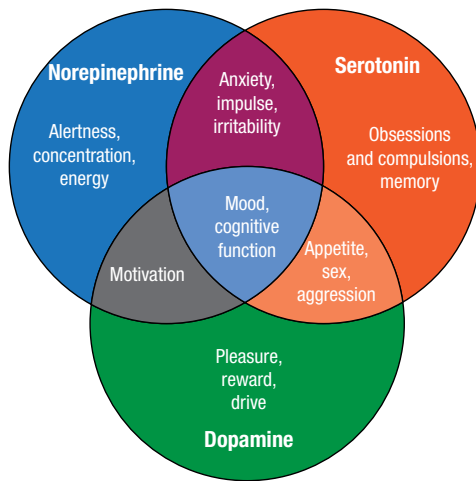 Norepinephrine
Alertness,
concentration,
energy
Anxiety,
impulse,
irritability
Serotonin
Obsessions
and compulsions,
memory
Mood,
cognitive
function
Motivation
Appetite,
sex,
aggression
Pleasure,
reward,
drive
Dopamine